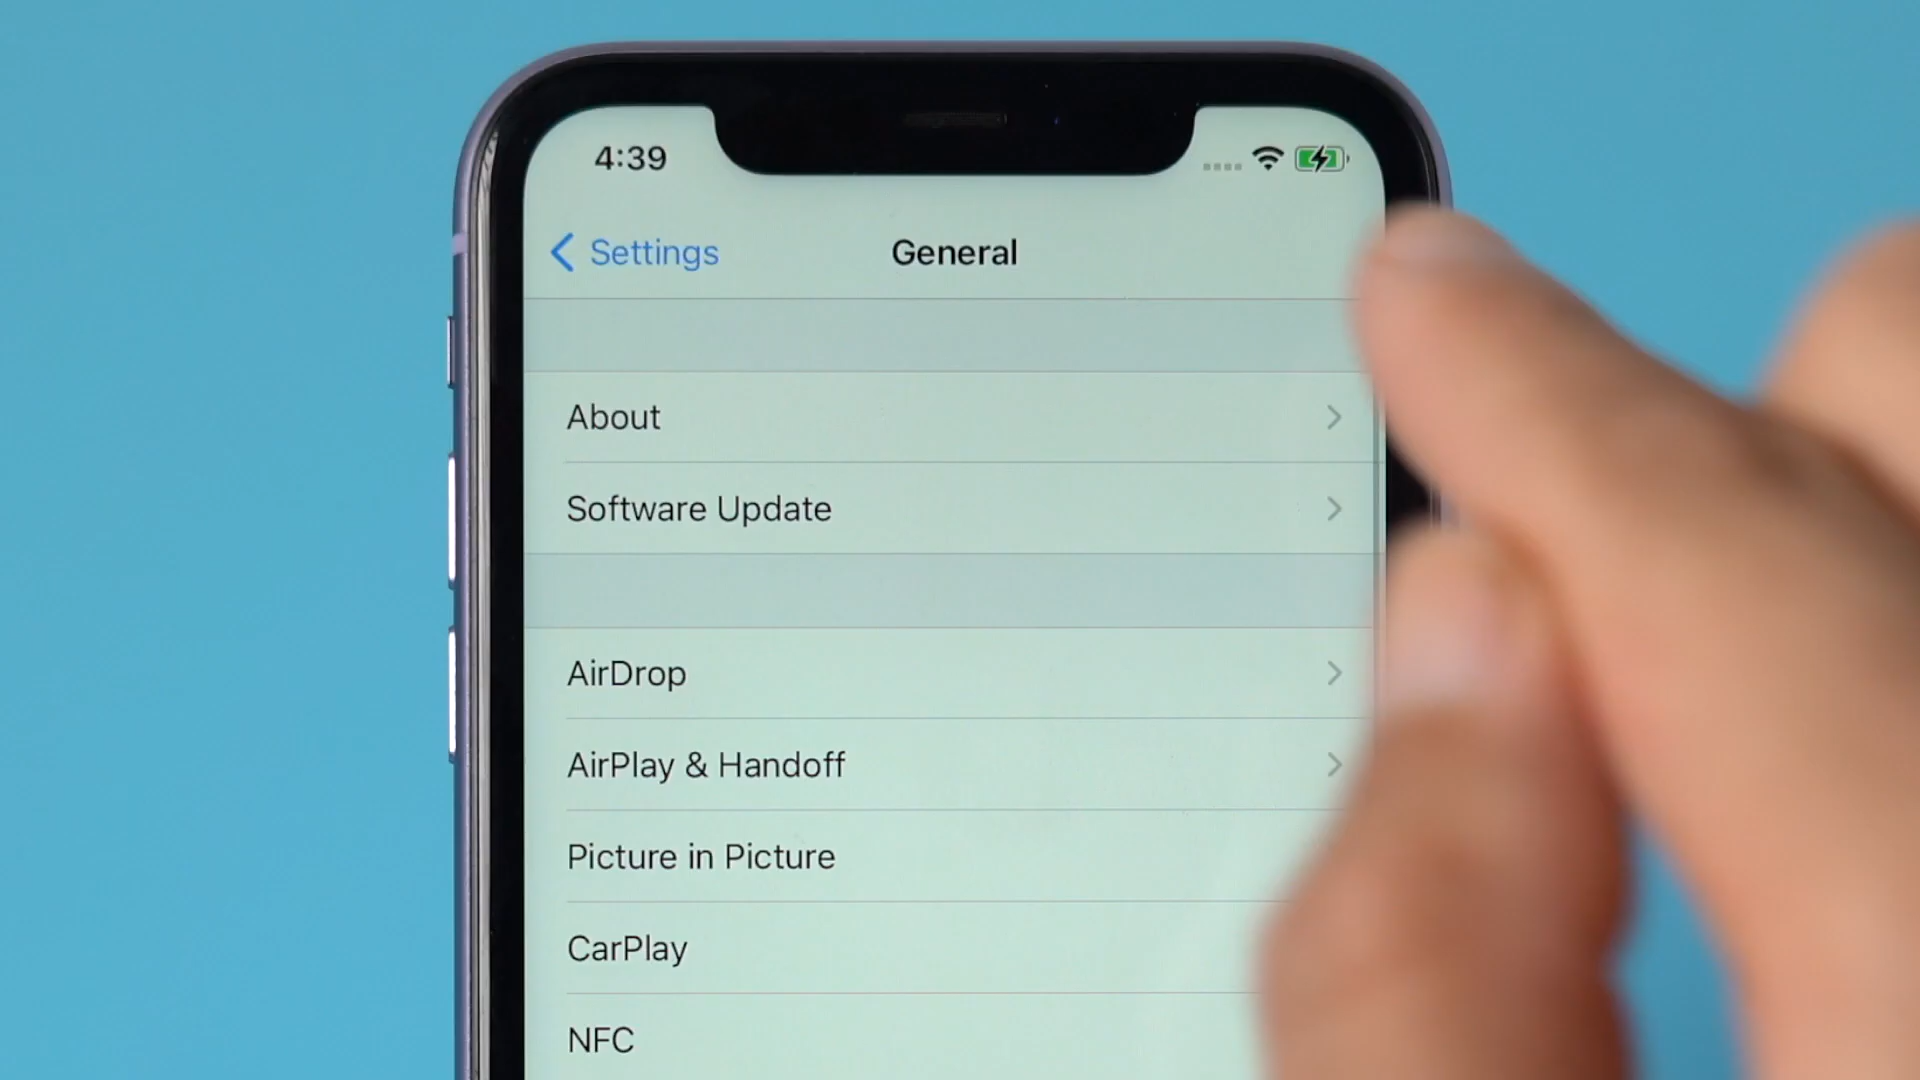 4:39
Settings
General
About
Software Update
AirDrop
AirPlay & Handoff
Picture in Picture
CarPlay
NFC